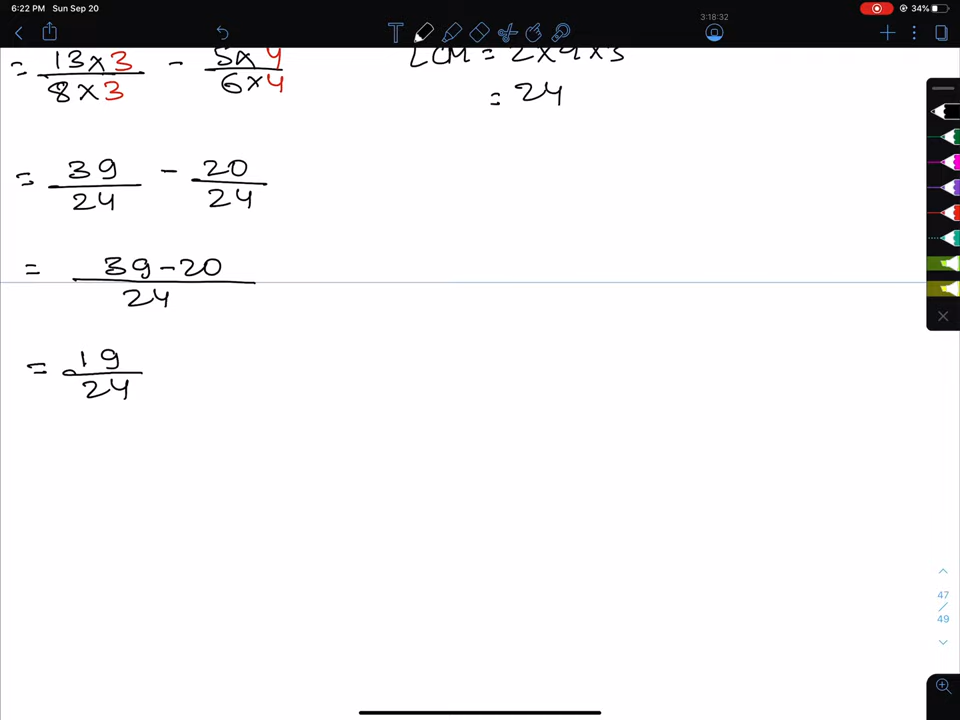 6:22 PM Sun Sep 20
3:18:32
34%
= 13×3/8×3 - 5×4/6×4
LCM = 2×4×3
= 24
= 39/24 - 20/24
= 39-20/24
= 19/24
47
/
49